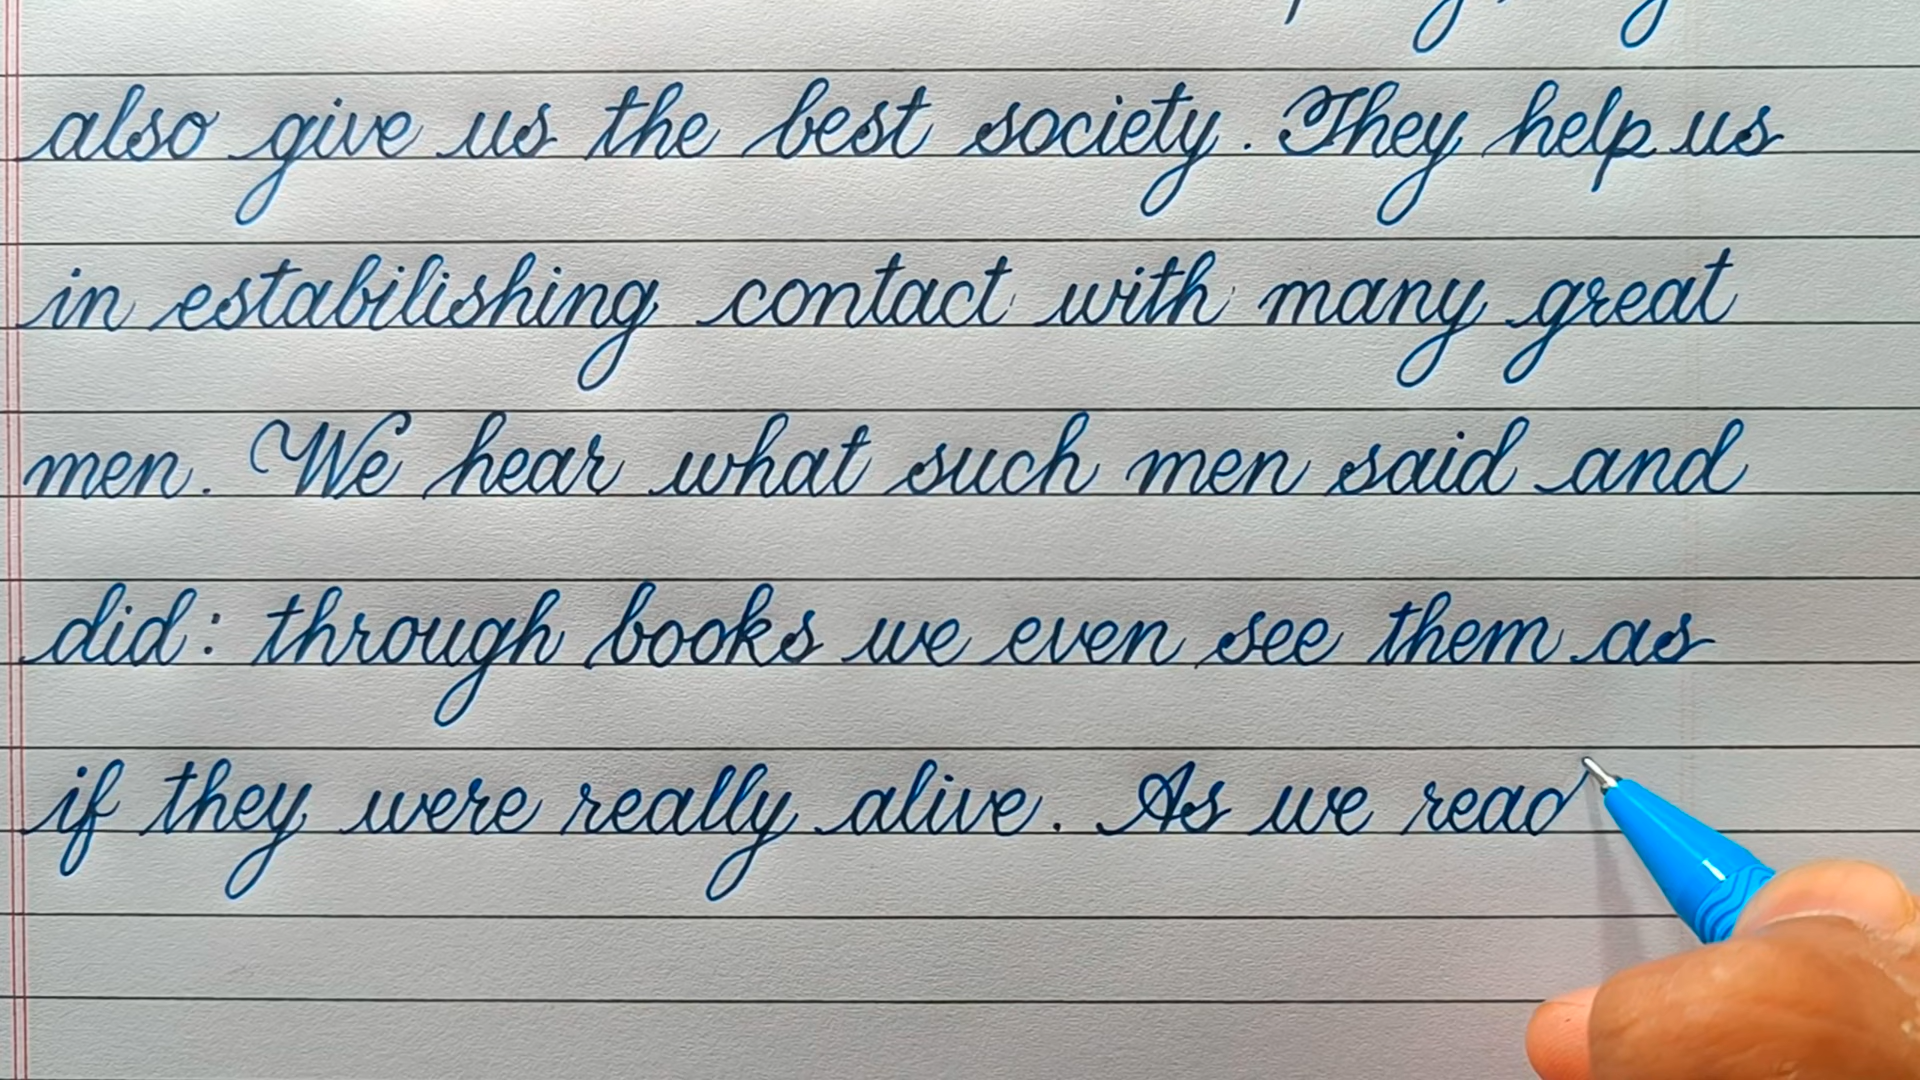 also give us the best society. They help us
in estabilishing contact with many great
men. We hear what such men said and
did: through books we even see them as
if they were really alive. As we read